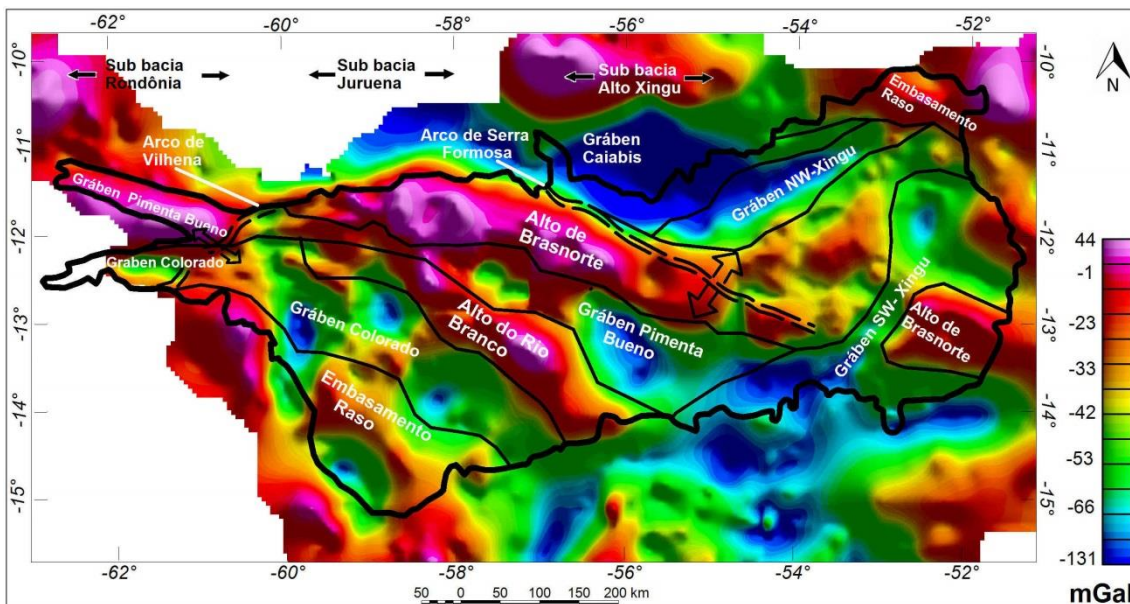 -62° -60° -58° -56° -54° -52°
-10°
-11°
-12°
-13°
-14°
-15°
Sub bacia
Rondônia
Sub bacia
Juruena
Sub bacia
Alto Xingu
-10°
-11°
-12°
-13°
-14°
-15°
N
Arco de
Vilhena
Arco de Serra
Formosa
Gráben
Caiabis
Embasamento
Raso
Gráben NW-Xingu
Gráben Pimenta Bueno
Graben Colorado
Alto de
Brasnorte
Gráben Colorado
Alto do Rio
Branco
Gráben Pimenta
Bueno
Gráben SW- Xingu
Alto de
Brasnorte
Embasamento
Raso
44
-1
-23
-33
-42
-53
-66
-131
mGal
-62° -60° -58° -56° -54° -52°
50 0 50 100 150 200 km